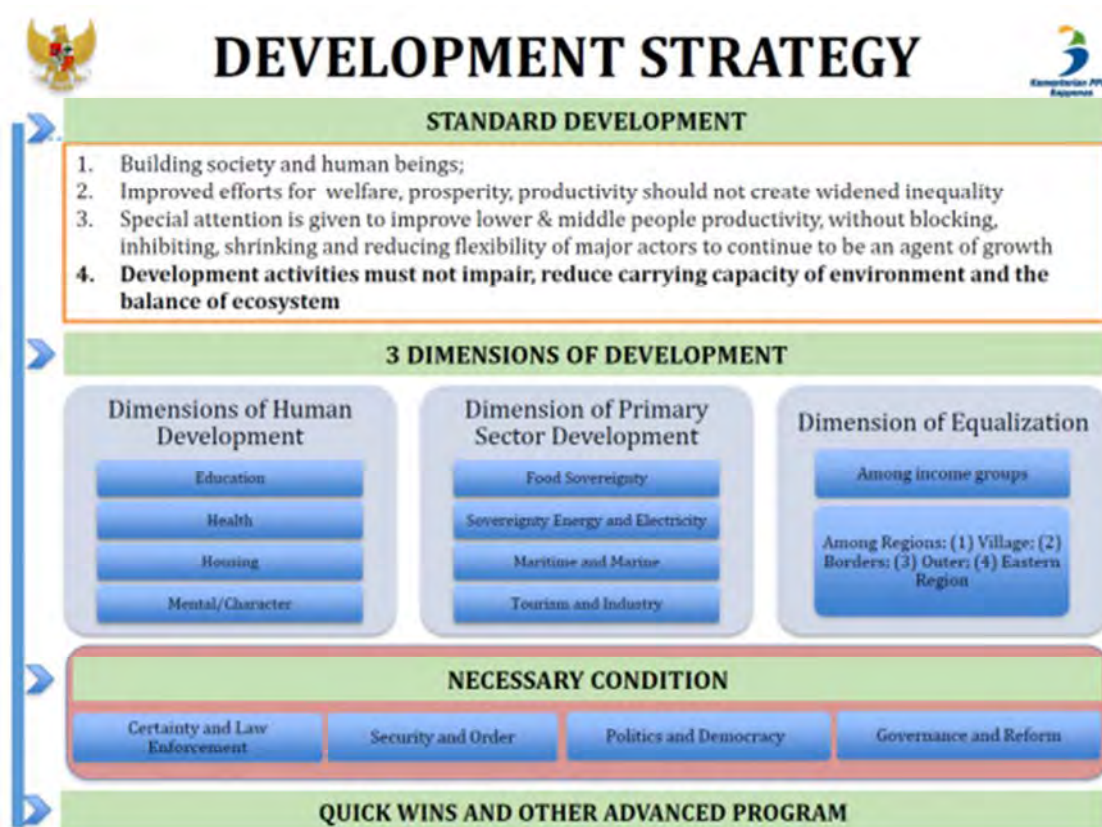 DEVELOPMENT STRATEGY
Kementerian PPN
Bappenas
STANDARD DEVELOPMENT
1. Building society and human beings;
2. Improved efforts for welfare, prosperity, productivity should not create widened inequality
3. Special attention is given to improve lower & middle people productivity, without blocking,
inhibiting, shrinking and reducing flexibility of major actors to continue to be an agent of growth
4. Development activities must not impair, reduce carrying capacity of environment and the
balance of ecosystem
3 DIMENSIONS OF DEVELOPMENT
Dimensions of Human
Development
Education
Health
Housing
Mental/Character
Dimension of Primary
Sector Development
Food Sovereignty
Sovereignty Energy and Electricity
Maritime and Marine
Tourism and Industry
Dimension of Equalization
Among income groups
Among Regions: (1) Village; (2)
Borders; (3) Outer; (4) Eastern
Region
NECESSARY CONDITION
Certainty and Law
Enforcement
Security and Order
Politics and Democracy
Governance and Reform
QUICK WINS AND OTHER ADVANCED PROGRAM